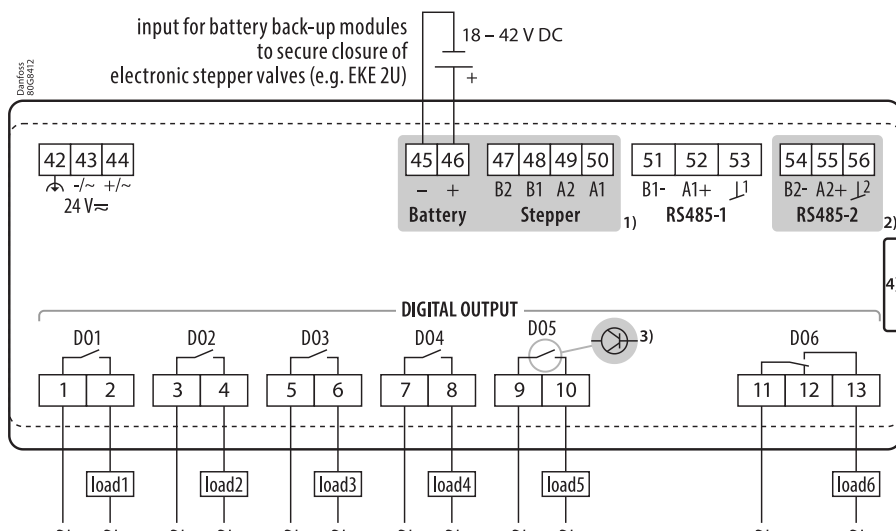 input for battery back-up modules
to secure closure of
electronic stepper valves (e.g. EKE 2U)
18 – 42 V DC
+
Danfoss
80G8412
42 43 44
-/~ +/~
24 V
45 46 47 48 49 50 51 52 53 54 55 56
– + B2 B1 A2 A1 B1- A1+ 1 B2- A2+ 2
Battery Stepper 1) RS485-1 RS485-2 2)
4
DIGITAL OUTPUT
DO1 DO2 DO3 DO4 DO5 3) DO6
1 2 3 4 5 6 7 8 9 10 11 12 13
load1 load2 load3 load4 load5 load6